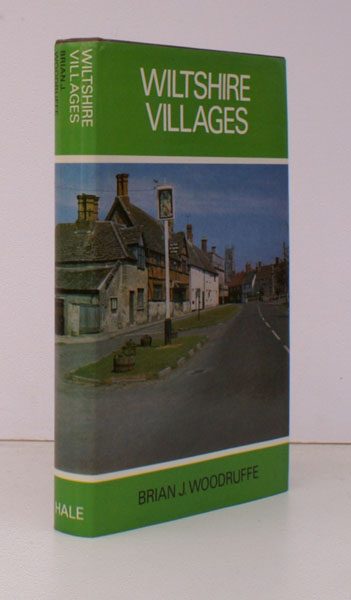 WILTSHIRE
VILLAGES
BRIAN J. WOODRUFFE
WILTSHIRE
VILLAGES
BRIAN J.
WOODRUFFE
HALE